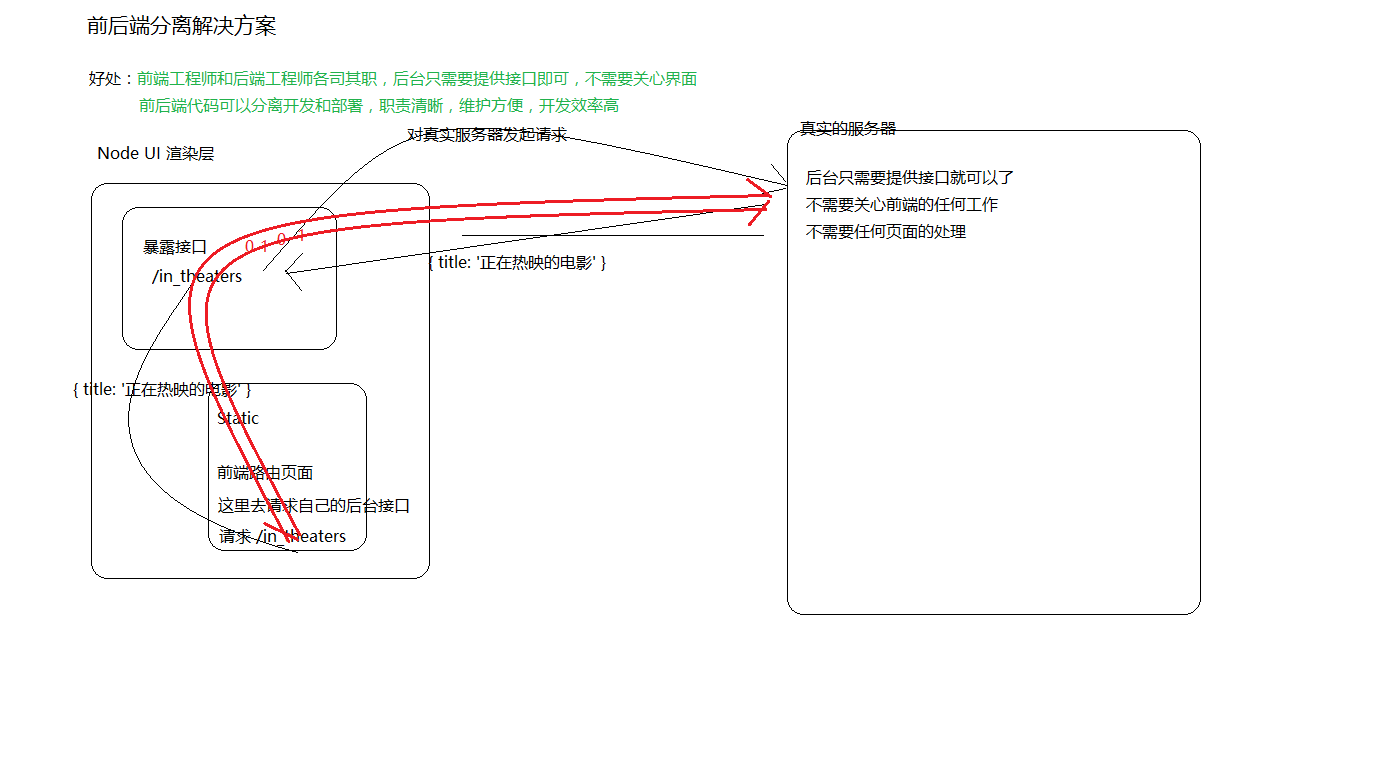 前后端分离解决方案
好处：前端工程师和后端工程师各司其职，后台只需要提供接口即可，不需要关心界面
前后端代码可以分离开发和部署，职责清晰，维护方便，开发效率高
对真实服务器发起请求
真实的服务器
Node UI 渲染层
后台只需要提供接口就可以了
不需要关心前端的任何工作
不需要任何页面的处理
暴露接口
0 1 0 1
/in_theaters
{ title: '正在热映的电影' }
{ title: '正在热映的电影' }
Static
前端路由页面
这里去请求自己的后台接口
请求 /in_theaters